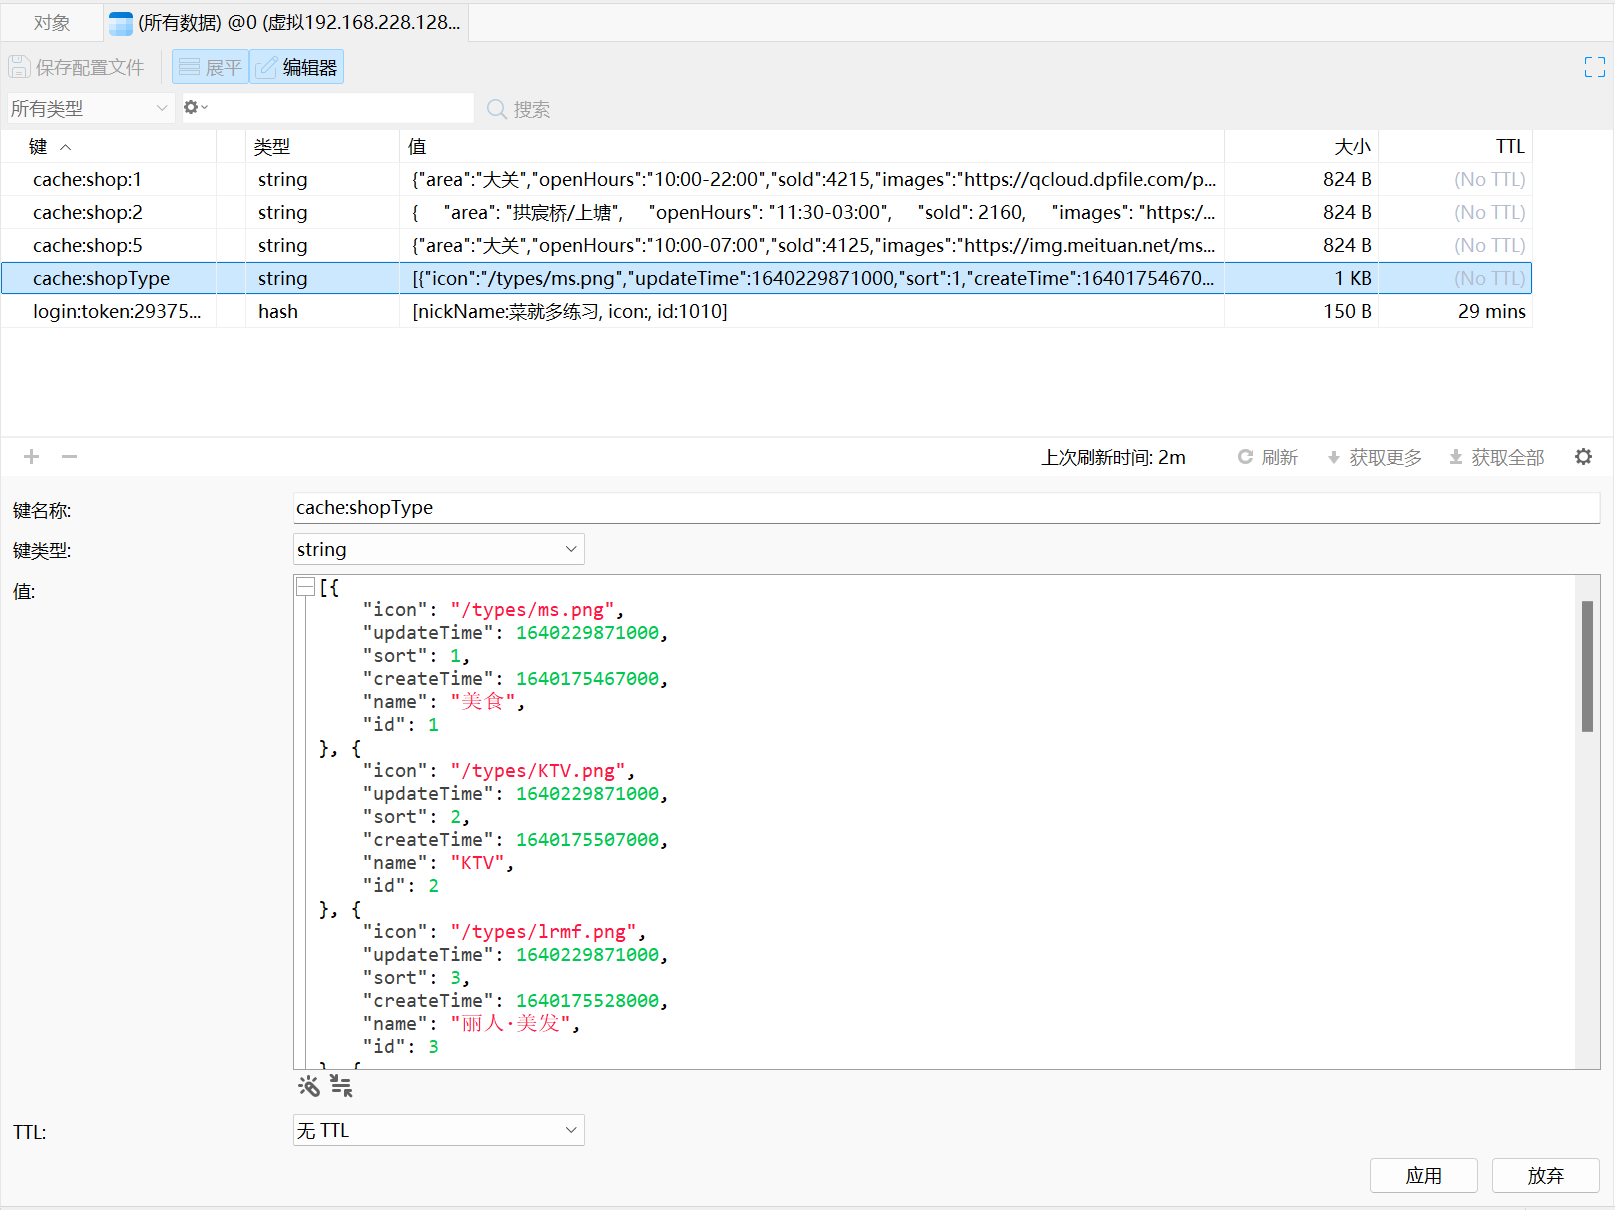 对象
(所有数据) @0 (虚拟192.168.228.128...
保存配置文件 展平 编辑器
所有类型 搜索
键 类型 值 大小 TTL
cache:shop:1 string {"area":"大关","openHours":"10:00-22:00","sold":4215,"images":"https://qcloud.dpfile.com/p... 824 B (No TTL)
cache:shop:2 string { "area": "拱宸桥/上塘", "openHours": "11:30-03:00", "sold": 2160, "images": "https:/... 824 B (No TTL)
cache:shop:5 string {"area":"大关","openHours":"10:00-07:00","sold":4125,"images":"https://img.meituan.net/ms... 824 B (No TTL)
cache:shopType string [{"icon":"/types/ms.png","updateTime":1640229871000,"sort":1,"createTime":16401754670... 1 KB (No TTL)
login:token:29375... hash [nickName:菜就多练习, icon:, id:1010] 150 B 29 mins
上次刷新时间: 2m 刷新 获取更多 获取全部
键名称: cache:shopType
键类型: string
值:
[{
"icon": "/types/ms.png",
"updateTime": 1640229871000,
"sort": 1,
"createTime": 1640175467000,
"name": "美食",
"id": 1
}, {
"icon": "/types/KTV.png",
"updateTime": 1640229871000,
"sort": 2,
"createTime": 1640175507000,
"name": "KTV",
"id": 2
}, {
"icon": "/types/lrmf.png",
"updateTime": 1640229871000,
"sort": 3,
"createTime": 1640175528000,
"name": "丽人·美发",
"id": 3
}, {
TTL: 无 TTL
应用 放弃